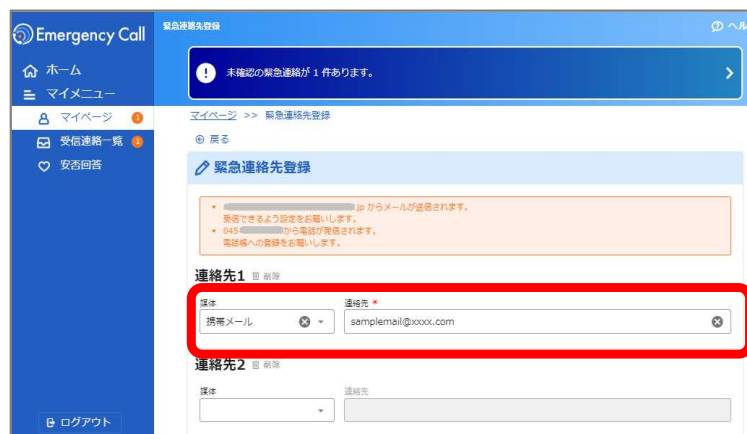 Emergency Call
緊急連絡先登録
ヘル
ホーム
マイメニュー
マイページ 1
受信連絡一覧 1
安否回答
ログアウト
! 未確認の緊急連絡が 1 件あります。
マイページ >> 緊急連絡先登録
戻る
緊急連絡先登録
jp からメールが送信されます。
受信できるよう設定をお願いします。
045- から電話が発信されます。
電話帳への登録をお願いします。
連絡先1 削除
媒体 連絡先 *
携帯メール samplemail@xxxx.com
連絡先2 削除
媒体 連絡先